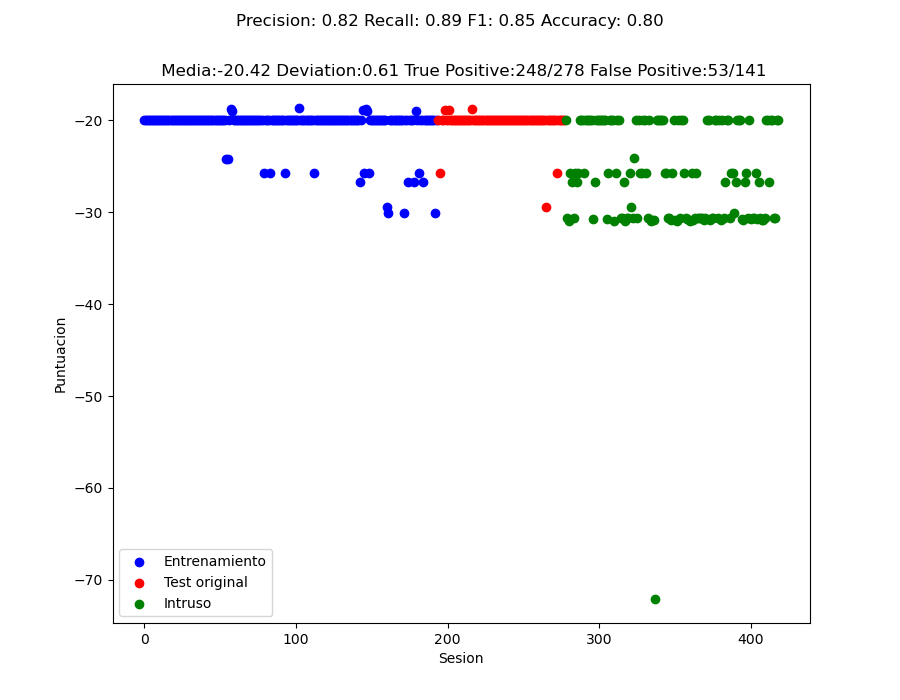 Precision: 0.82 Recall: 0.89 F1: 0.85 Accuracy: 0.80
Media:-20.42 Deviation:0.61 True Positive:248/278 False Positive:53/141
−20
−30
−40
−50
−60
−70
Puntuacion
Entrenamiento
Test original
Intruso
0
100
200
300
400
Sesion